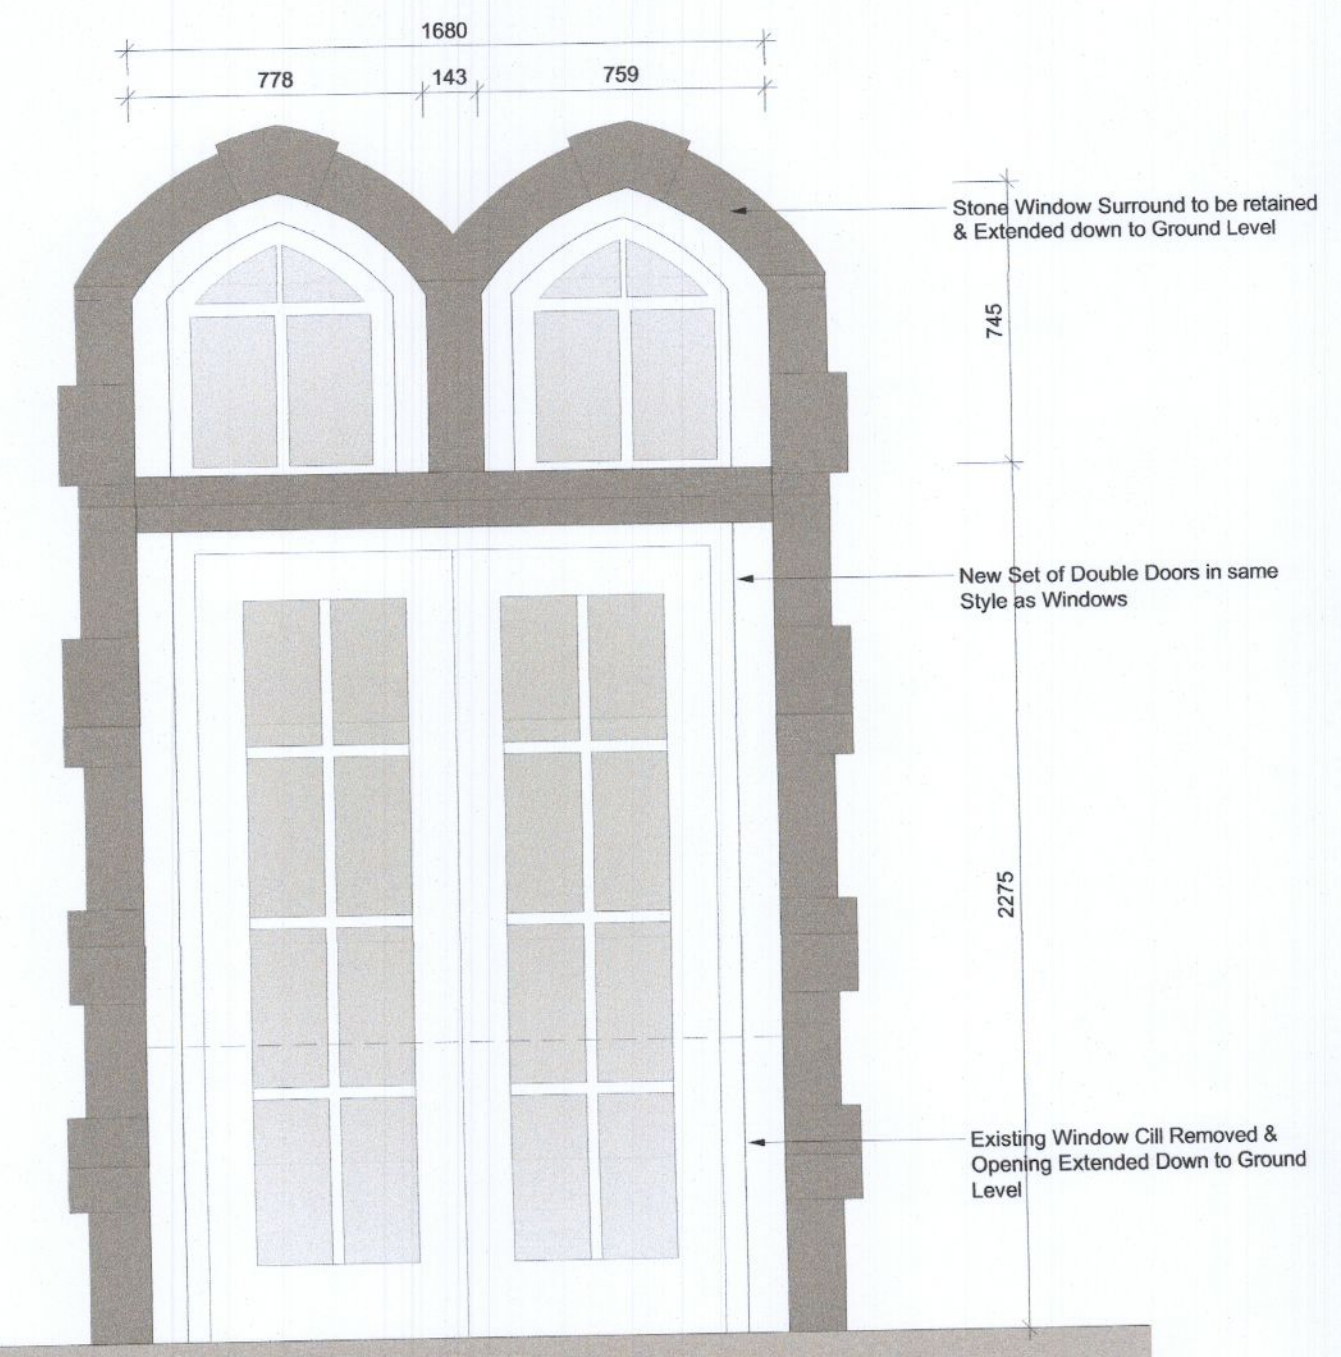 1680
778 143 759
Stone Window Surround to be retained
& Extended down to Ground Level
745
New Set of Double Doors in same
Style as Windows
2275
Existing Window Cill Removed &
Opening Extended Down to Ground
Level